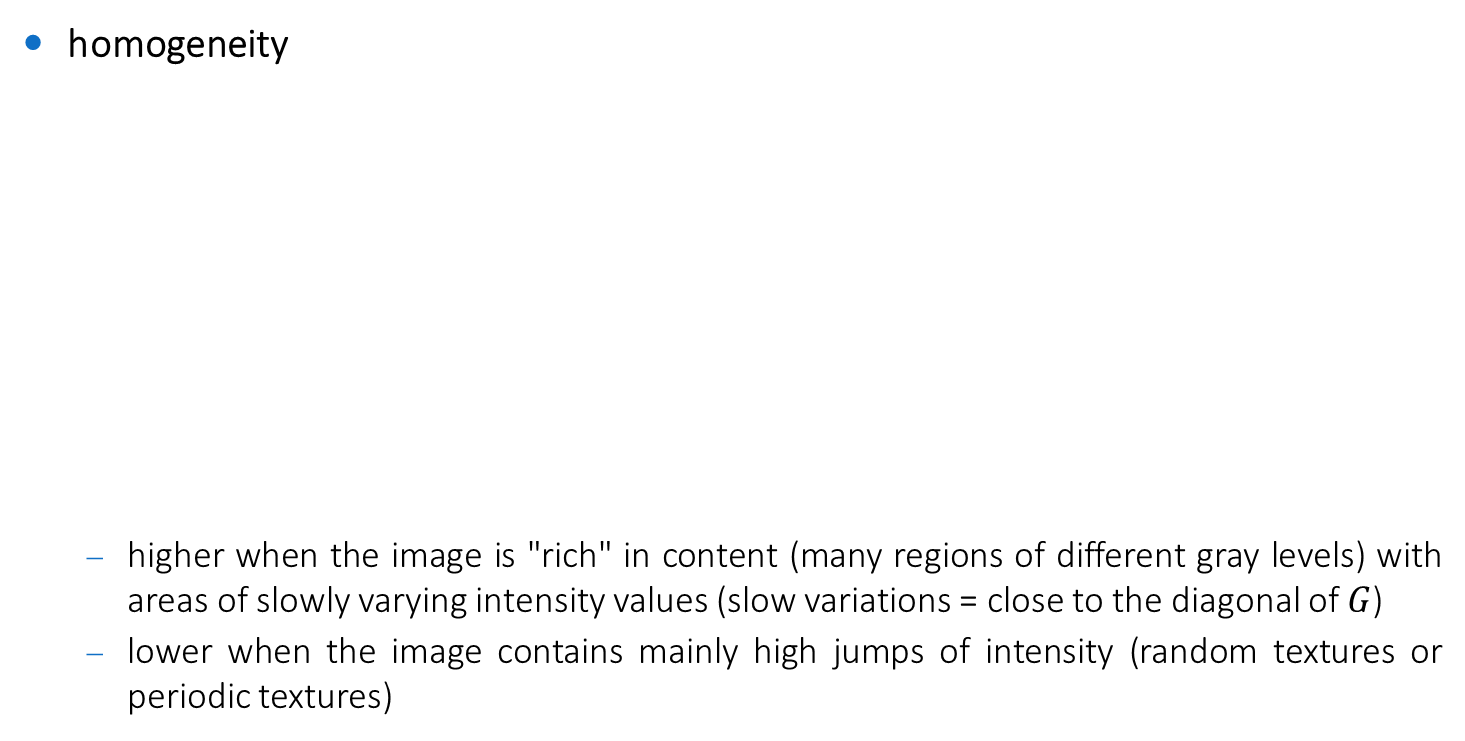 • homogeneity
– higher when the image is "rich" in content (many regions of different gray levels) with
areas of slowly varying intensity values (slow variations = close to the diagonal of G)
– lower when the image contains mainly high jumps of intensity (random textures or
periodic textures)